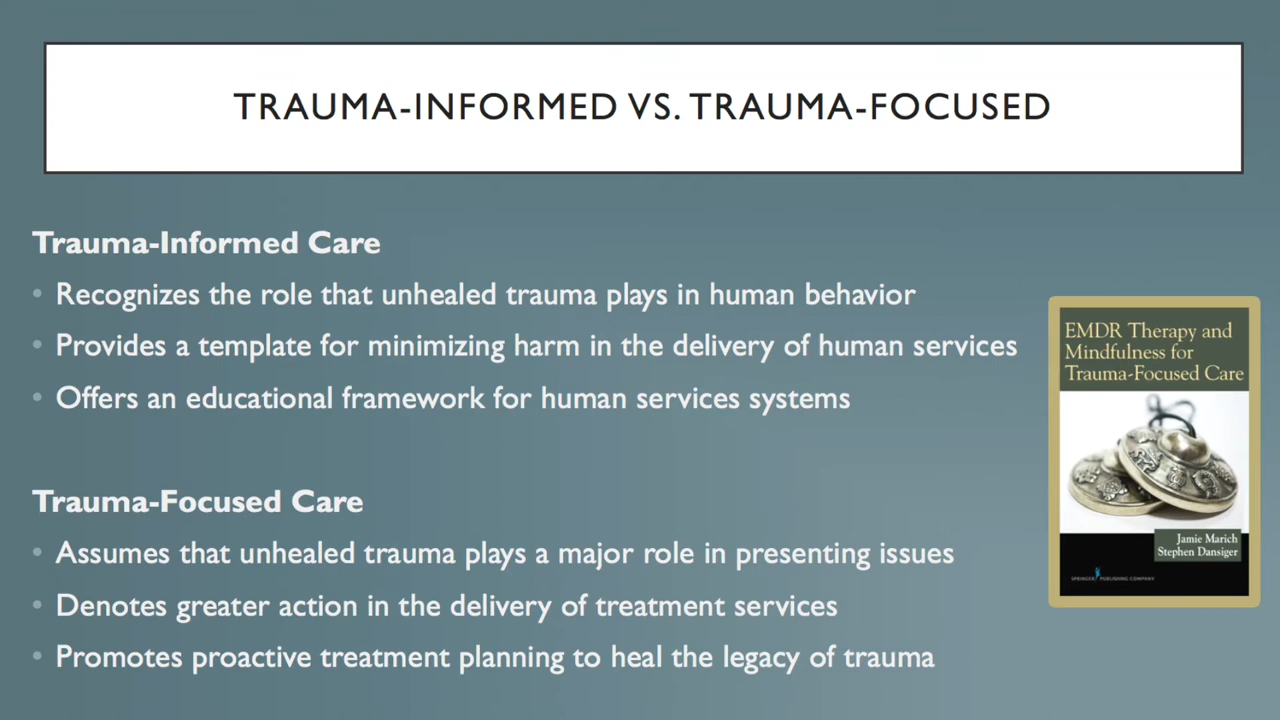 TRAUMA-INFORMED VS. TRAUMA-FOCUSED
Trauma-Informed Care
• Recognizes the role that unhealed trauma plays in human behavior
• Provides a template for minimizing harm in the delivery of human services
• Offers an educational framework for human services systems
Trauma-Focused Care
• Assumes that unhealed trauma plays a major role in presenting issues
• Denotes greater action in the delivery of treatment services
• Promotes proactive treatment planning to heal the legacy of trauma
EMDR Therapy and
Mindfulness for
Trauma-Focused Care
Jamie Marich
Stephen Dansiger
SPRINGER PUBLISHING COMPANY